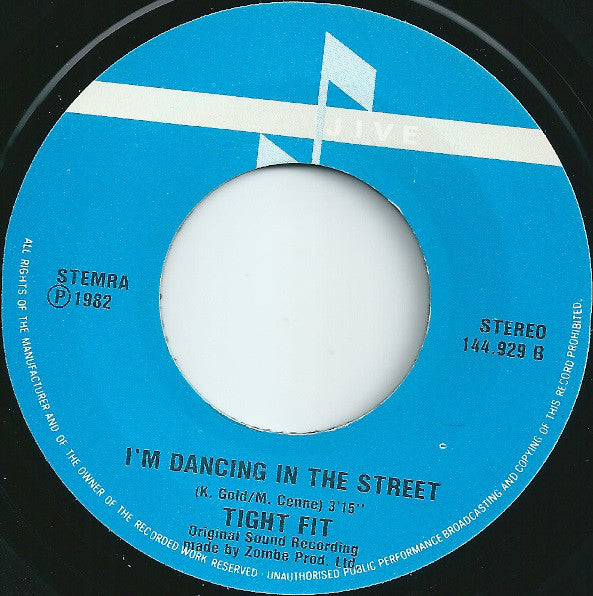 JIVE
STEMRA
Ⓟ 1982
STEREO
144.929 B
I'M DANCING IN THE STREET
(K. Gold/M. Cenne) 3'15"
TIGHT FIT
Original Sound Recording
made by Zomba Prod. Ltd.
ALL RIGHTS OF THE MANUFACTURER AND OF THE OWNER OF THE RECORDED WORK RESERVED - UNAUTHORISED PUBLIC PERFORMANCE BROADCASTING AND COPYING OF THIS RECORD PROHIBITED.